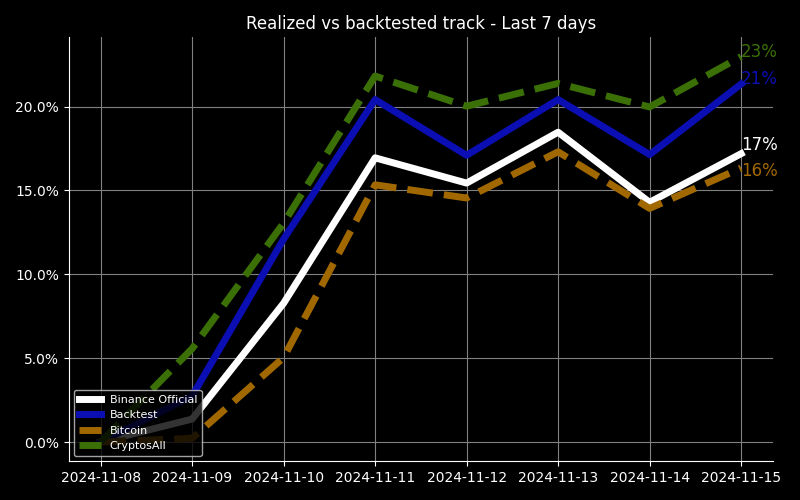 Realized vs backtested track - Last 7 days
23%
21%
20.0%
17%
16%
15.0%
10.0%
5.0%
0.0%
Binance Official
Backtest
Bitcoin
CryptosAll
2024-11-08 2024-11-09 2024-11-10 2024-11-11 2024-11-12 2024-11-13 2024-11-14 2024-11-15